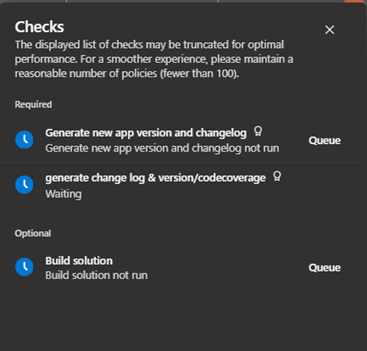 Checks
The displayed list of checks may be truncated for optimal
performance. For a smoother experience, please maintain a
reasonable number of policies (fewer than 100).
Required
Generate new app version and changelog
Queue
Generate new app version and changelog not run
generate change log & version/codecoverage
Waiting
Optional
Build solution
Queue
Build solution not run